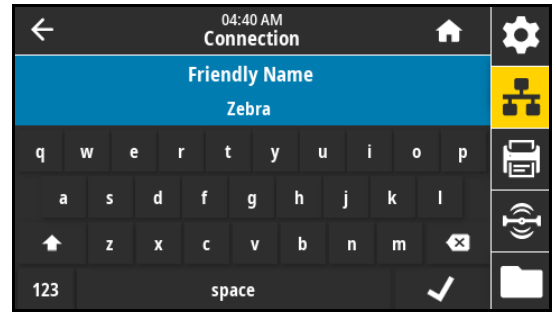 04:40 AM
Connection
Friendly Name
Zebra
q w e r t y u i o p
a s d f g h j k l
z x c v b n m
123 space